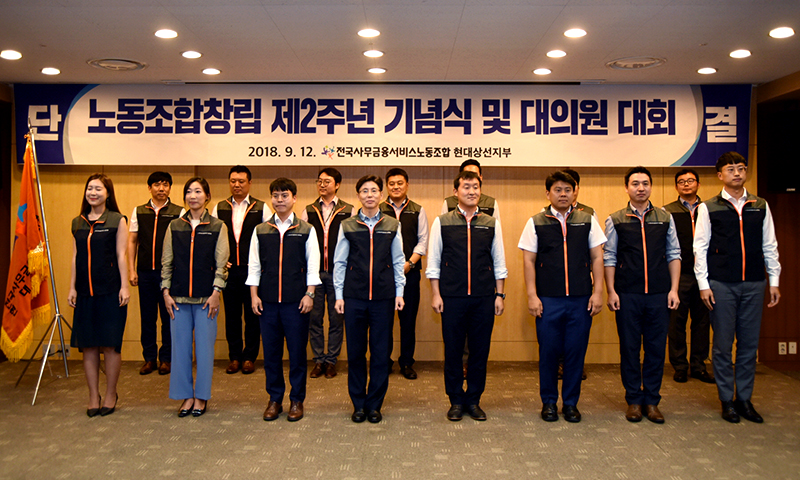 단 노동조합창립 제2주년 기념식 및 대의원 대회 결
2018. 9. 12. 전국사무금융서비스노동조합 현대상선지부